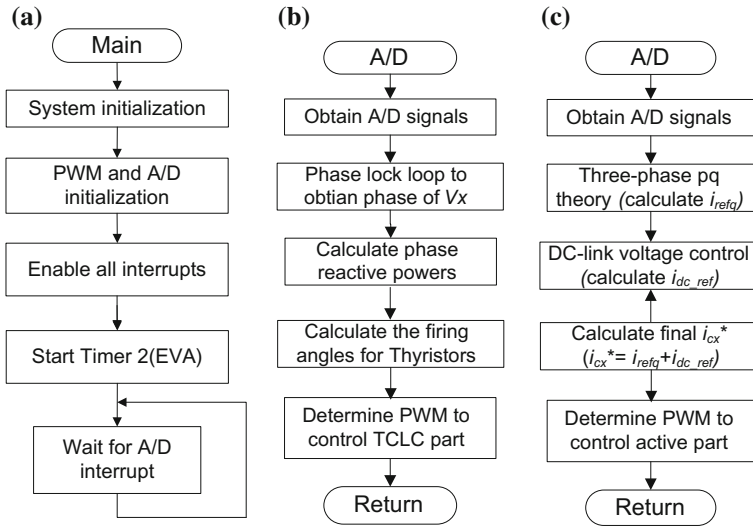 (a)
Main
System initialization
PWM and A/D
initialization
Enable all interrupts
Start Timer 2(EVA)
Wait for A/D
interrupt
(b)
A/D
Obtain A/D signals
Phase lock loop to
obtian phase of Vx
Calculate phase
reactive powers
Calculate the firing
angles for Thyristors
Determine PWM to
control TCLC part
Return
(c)
A/D
Obtain A/D signals
Three-phase pq
theory (calculate i_refq)
DC-link voltage control
(calculate i_dc_ref)
Calculate final i_cx*
(i_cx*= i_refq+i_dc_ref)
Determine PWM to
control active part
Return